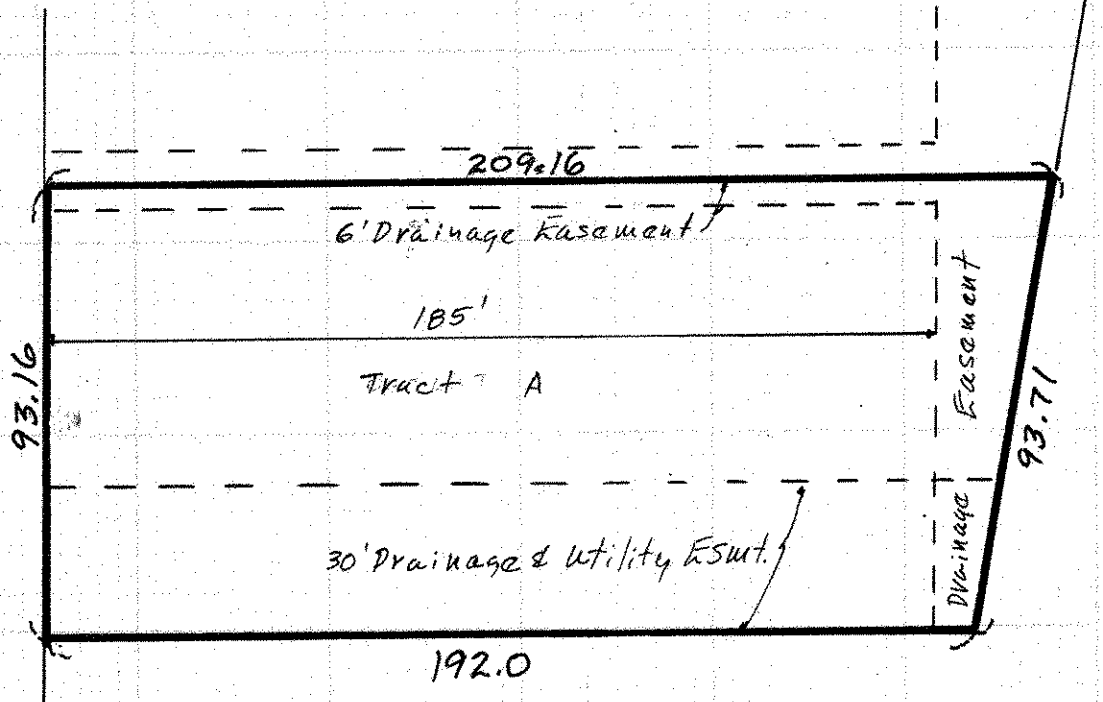 209.16
6' Drainage Easement
185'
Tract A
93.16
93.71
Drainage Easement
30' Drainage & Utility Esmt.
192.0